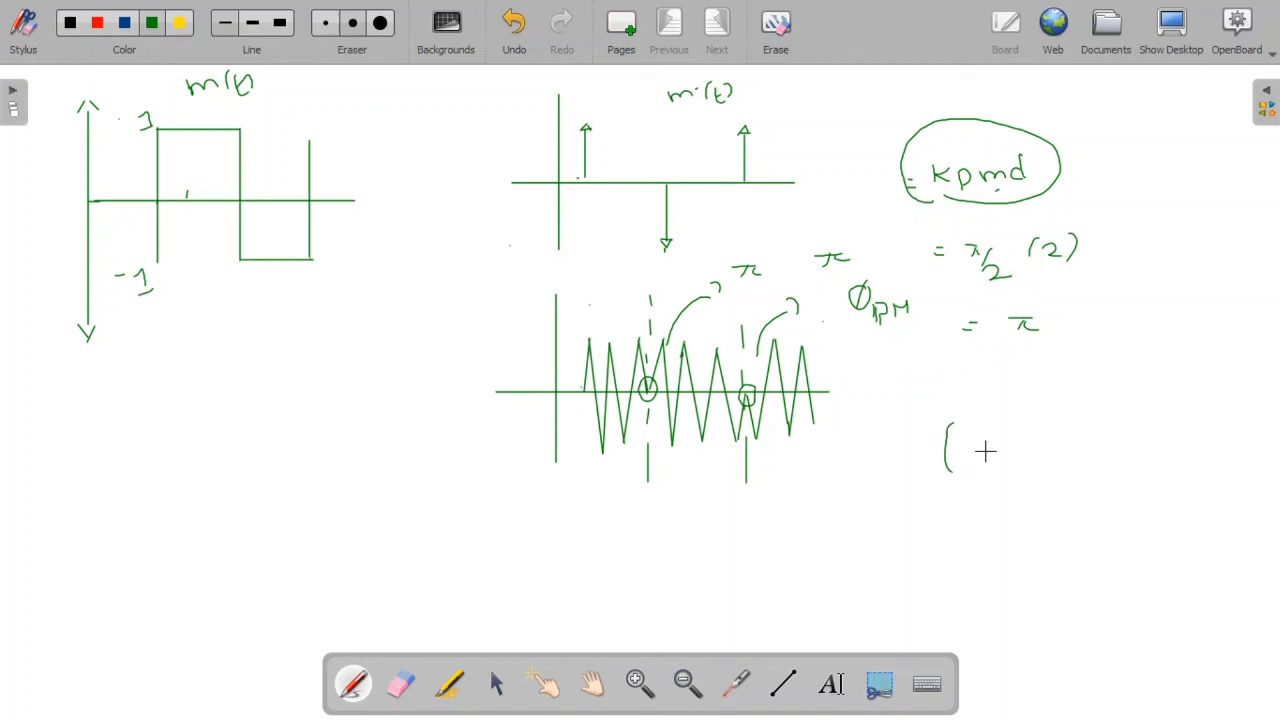 Stylus Color Line Eraser Backgrounds Undo Redo Pages Previous Next Erase Board Web Documents Show Desktop OpenBoard
m(t)
1
-1
m·(t)
= kpmd
= π/2 (2)
= π
π π
φPM
(